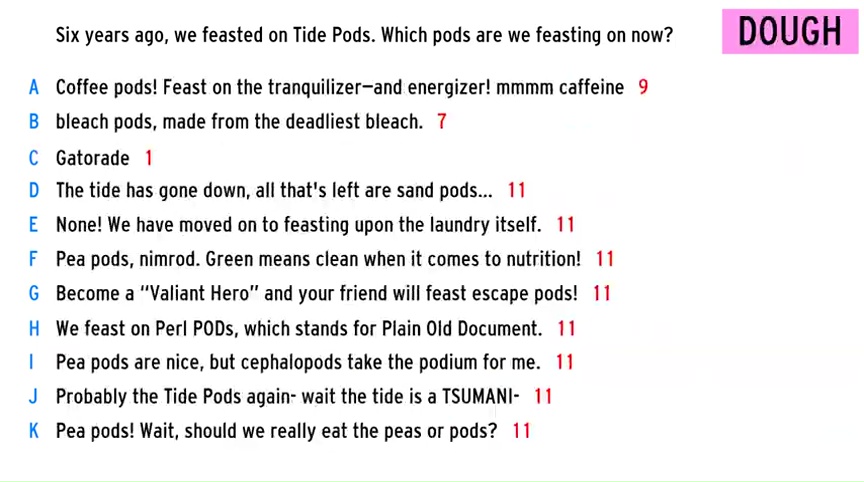 Six years ago, we feasted on Tide Pods. Which pods are we feasting on now?
DOUGH
A Coffee pods! Feast on the tranquilizer—and energizer! mmmm caffeine 9
B bleach pods, made from the deadliest bleach. 7
C Gatorade 1
D The tide has gone down, all that's left are sand pods... 11
E None! We have moved on to feasting upon the laundry itself. 11
F Pea pods, nimrod. Green means clean when it comes to nutrition! 11
G Become a “Valiant Hero” and your friend will feast escape pods! 11
H We feast on Perl PODs, which stands for Plain Old Document. 11
I Pea pods are nice, but cephalopods take the podium for me. 11
J Probably the Tide Pods again- wait the tide is a TSUMANI- 11
K Pea pods! Wait, should we really eat the peas or pods? 11